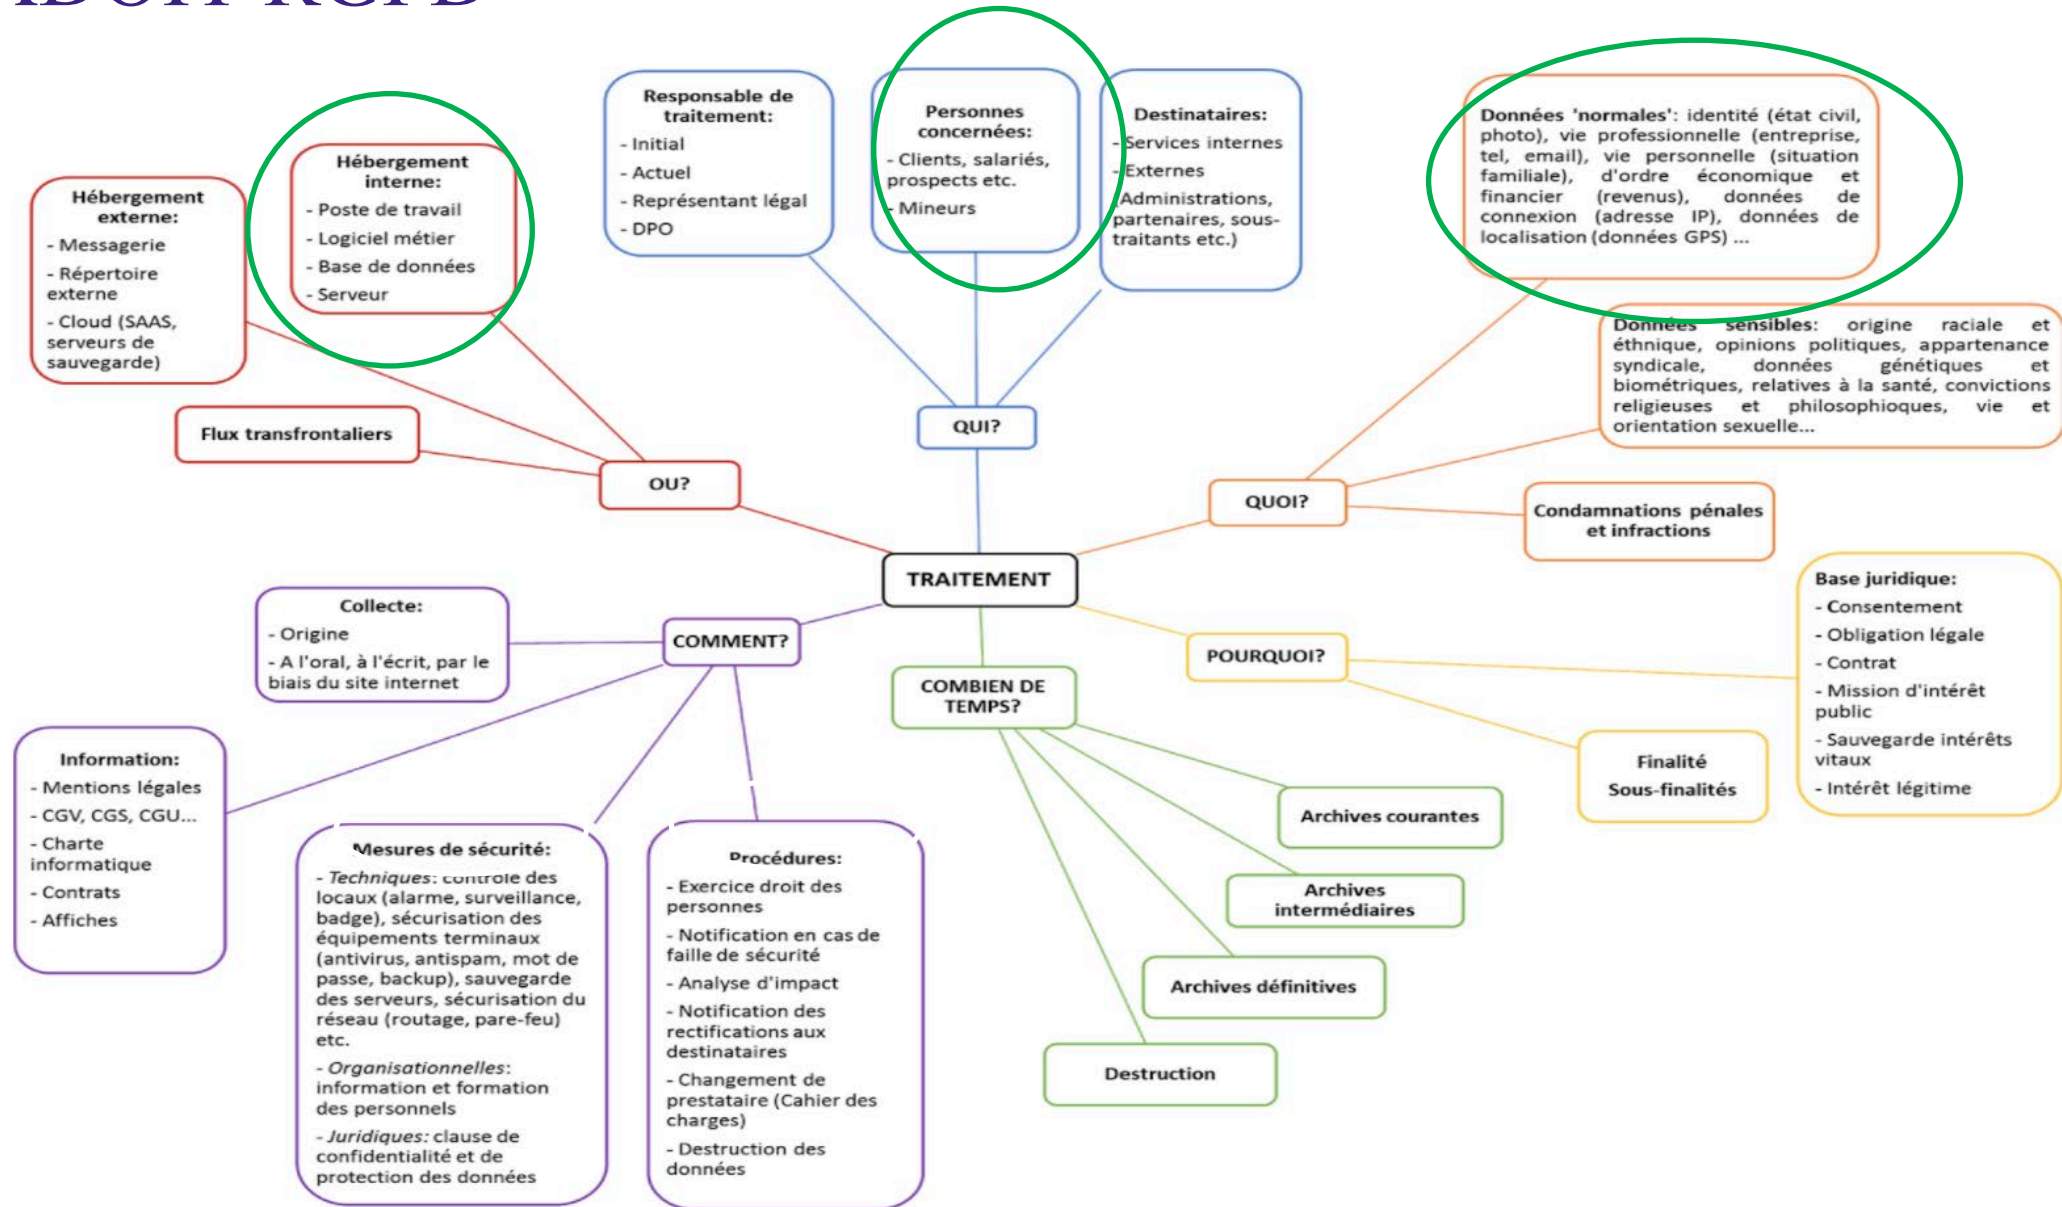 Responsable de
traitement:
- Initial
- Actuel
- Représentant légal
- DPO
Personnes
concernées:
- Clients, salariés,
prospects etc.
- Mineurs
Destinataires:
- Services internes
- Externes
(Administrations,
partenaires, sous-
traitants etc.)
Données 'normales': identité (état civil,
photo), vie professionnelle (entreprise,
tel, email), vie personnelle (situation
familiale), d'ordre économique et
financier (revenus), données de
connexion (adresse IP), données de
localisation (données GPS) ...
Hébergement
interne:
- Poste de travail
- Logiciel métier
- Base de données
- Serveur
Hébergement
externe:
- Messagerie
- Répertoire
externe
- Cloud (SAAS,
serveurs de
sauvegarde)
Données sensibles: origine raciale et
éthnique, opinions politiques, appartenance
syndicale, données génétiques et
biométriques, relatives à la santé, convictions
religieuses et philosophioques, vie et
orientation sexuelle...
Flux transfrontaliers
QUI?
OU?
QUOI?
Condamnations pénales
et infractions
TRAITEMENT
Collecte:
- Origine
- A l'oral, à l'écrit, par le
biais du site internet
COMMENT?
POURQUOI?
COMBIEN DE
TEMPS?
Base juridique:
- Consentement
- Obligation légale
- Contrat
- Mission d'intérêt
public
- Sauvegarde intérêts
vitaux
- Intérêt légitime
Finalité
Sous-finalités
Information:
- Mentions légales
- CGV, CGS, CGU...
- Charte
informatique
- Contrats
- Affiches
Mesures de sécurité:
- Techniques: controle des
locaux (alarme, surveillance,
badge), sécurisation des
équipements terminaux
(antivirus, antispam, mot de
passe, backup), sauvegarde
des serveurs, sécurisation du
réseau (routage, pare-feu)
etc.
- Organisationnelles:
information et formation
des personnels
- Juridiques: clause de
confidentialité et de
protection des données
Procédures:
- Exercice droit des
personnes
- Notification en cas de
faille de sécurité
- Analyse d'impact
- Notification des
rectifications aux
destinataires
- Changement de
prestataire (Cahier des
charges)
- Destruction des
données
Archives courantes
Archives
intermédiaires
Archives définitives
Destruction